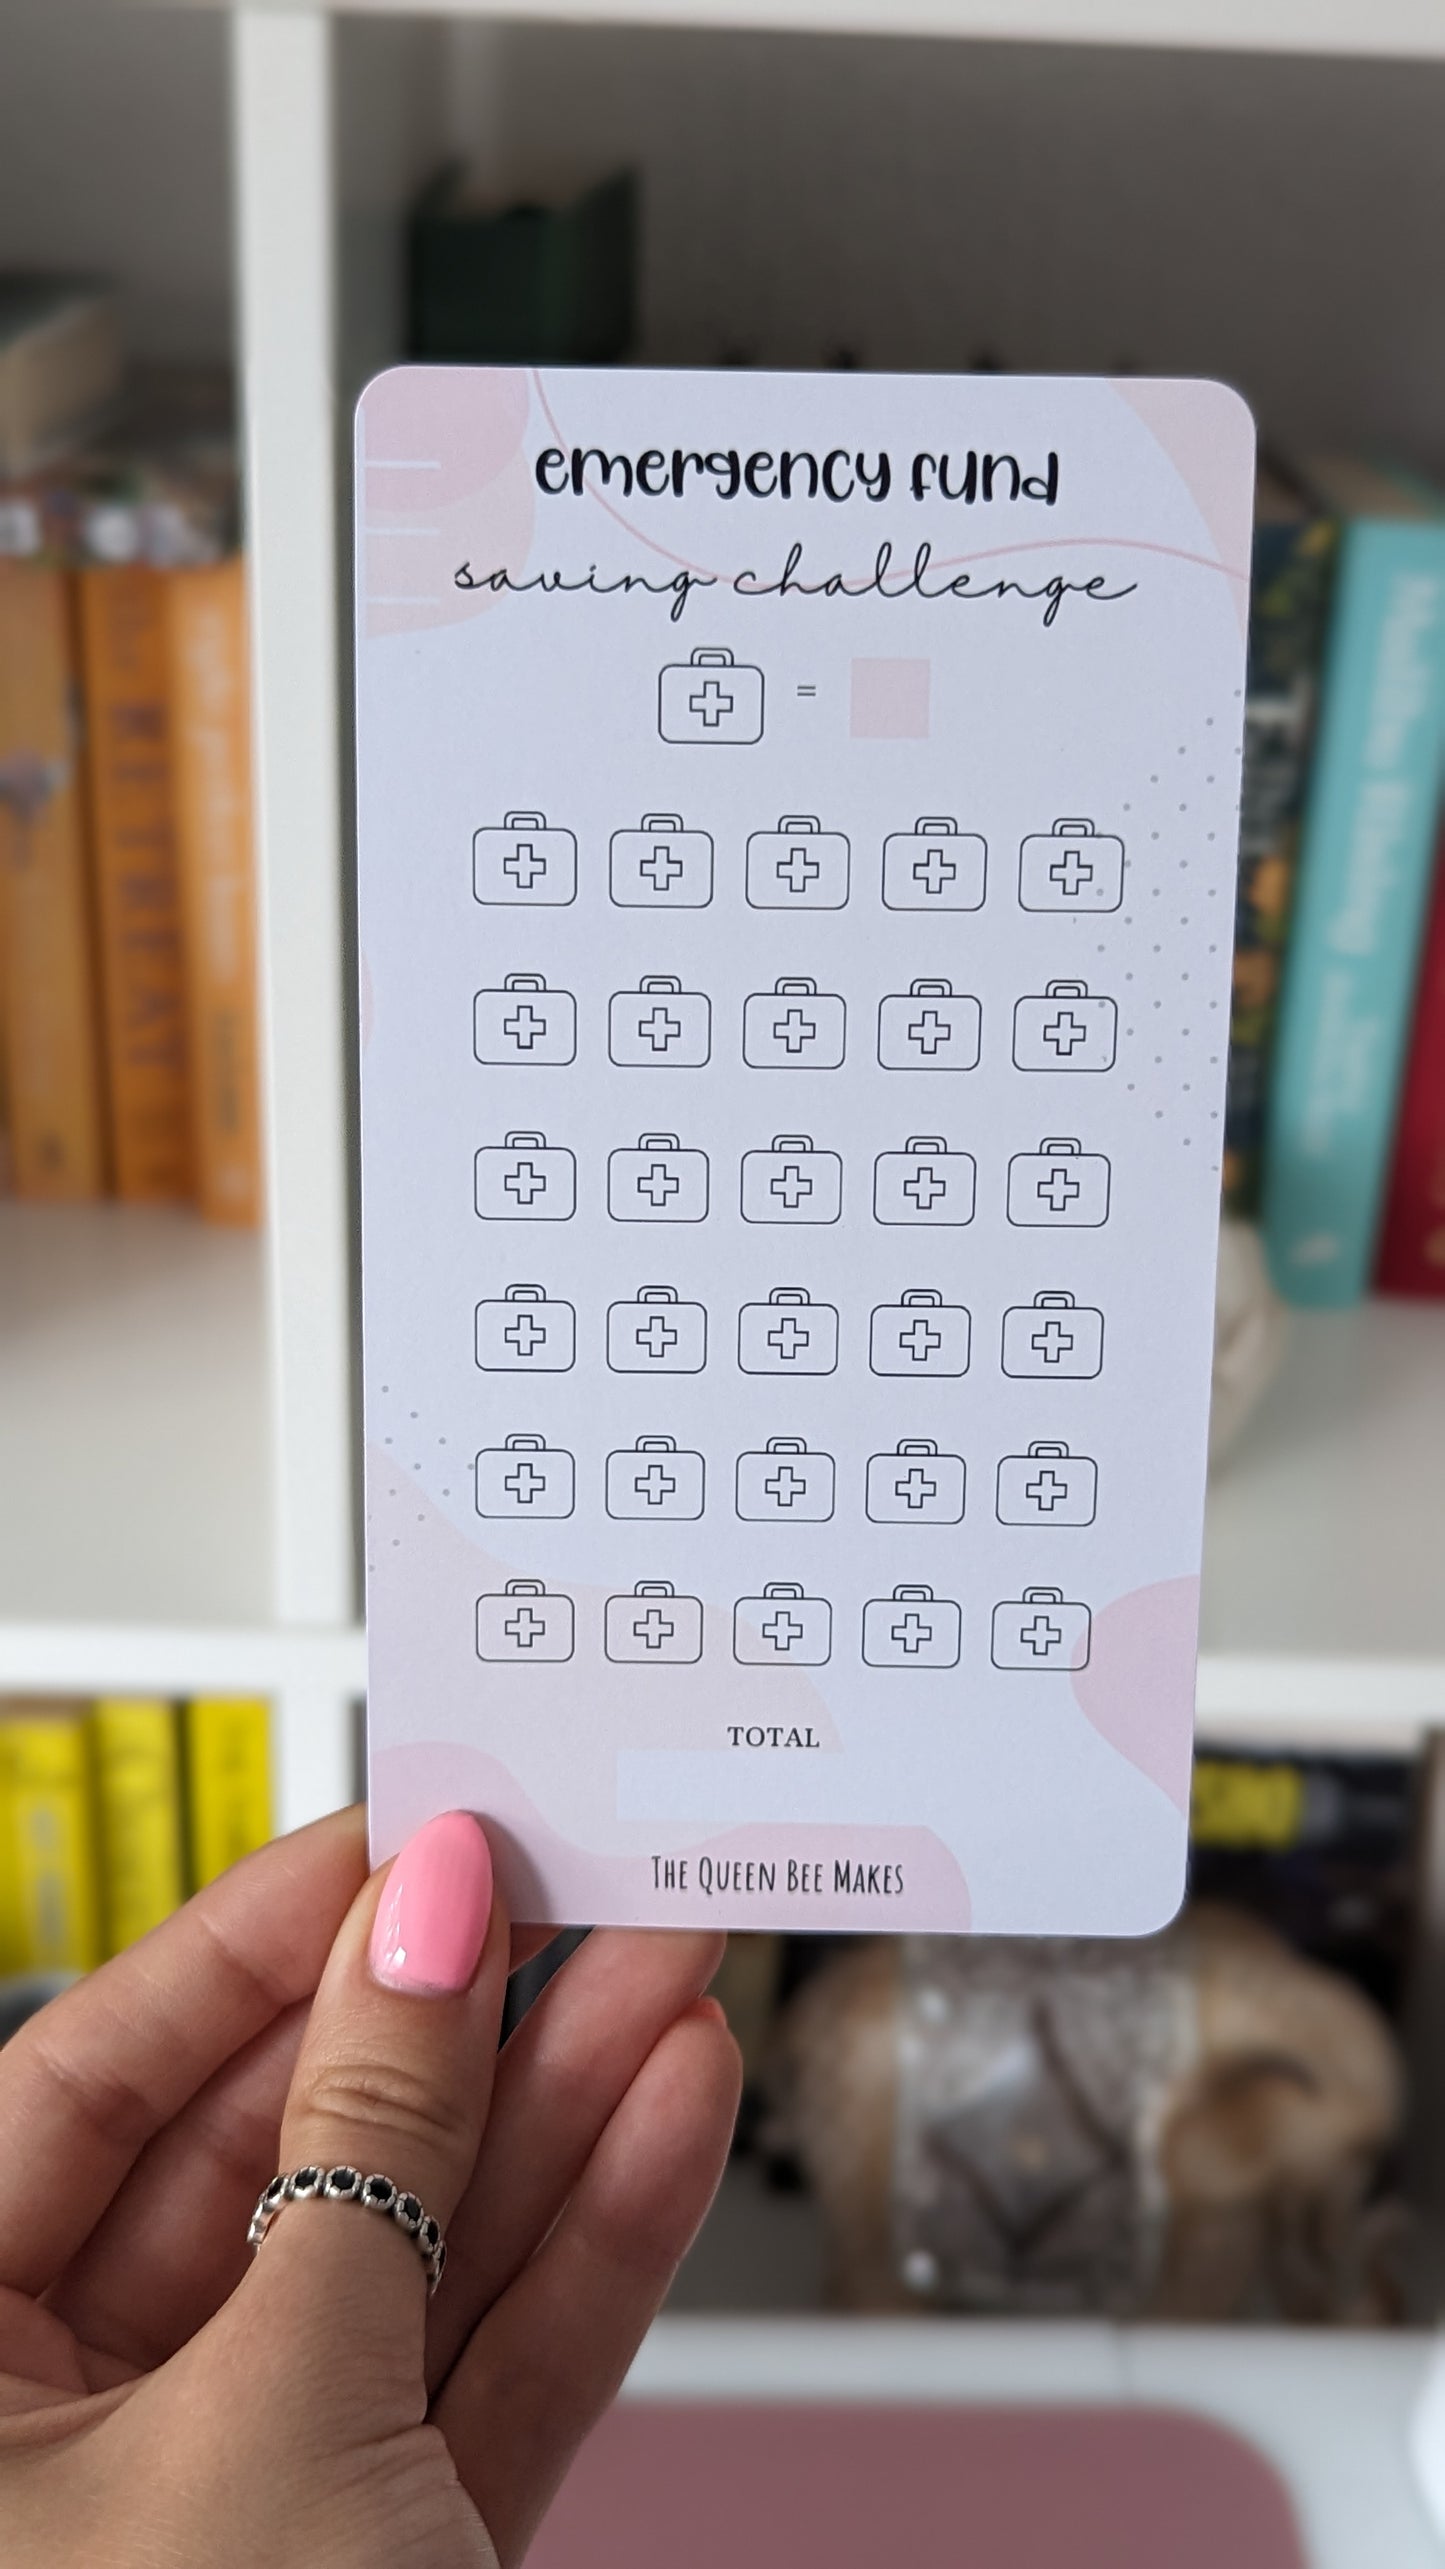 emergency fund
saving challenge
=
TOTAL
THE QUEEN BEE MAKES